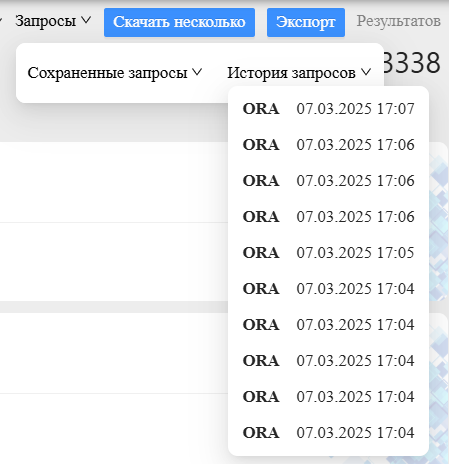 Запросы Скачать несколько Экспорт Результатов
Сохраненные запросы История запросов 3338
ORA 07.03.2025 17:07
ORA 07.03.2025 17:06
ORA 07.03.2025 17:06
ORA 07.03.2025 17:06
ORA 07.03.2025 17:05
ORA 07.03.2025 17:04
ORA 07.03.2025 17:04
ORA 07.03.2025 17:04
ORA 07.03.2025 17:04
ORA 07.03.2025 17:04